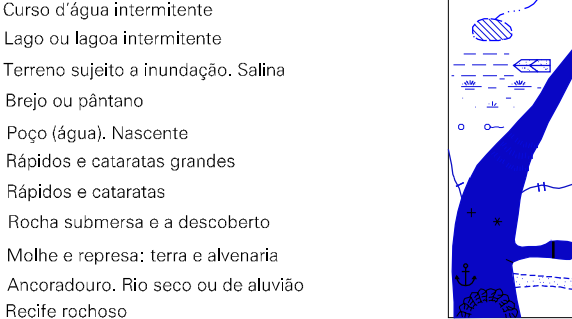 Curso d'água intermitente
Lago ou lagoa intermitente
Terreno sujeito a inundação. Salina
Brejo ou pântano
Poço (água). Nascente
Rápidos e cataratas grandes
Rápidos e cataratas
Rocha submersa e a descoberto
Molhe e represa: terra e alvenaria
Ancoradouro. Rio seco ou de aluvião
Recife rochoso